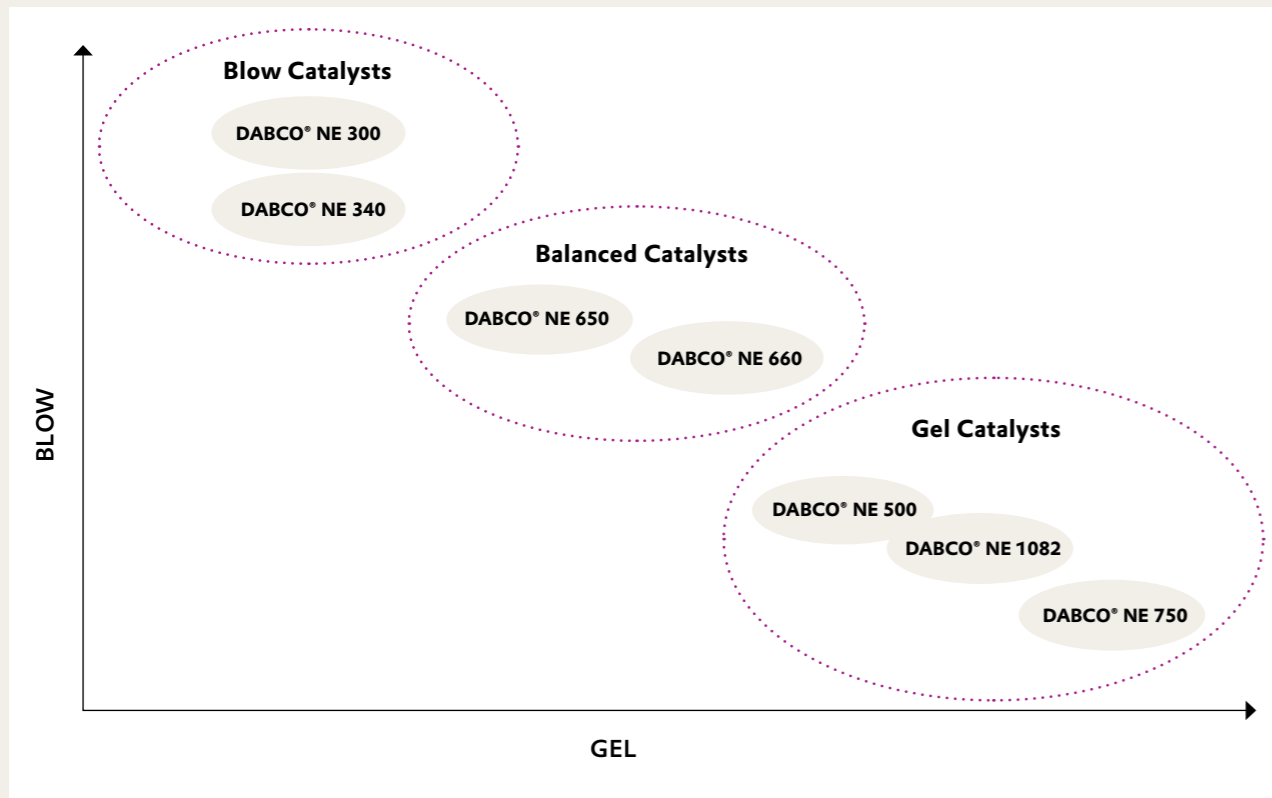 Blow Catalysts
DABCO® NE 300
DABCO® NE 340
Balanced Catalysts
DABCO® NE 650
DABCO® NE 660
Gel Catalysts
DABCO® NE 500
DABCO® NE 1082
DABCO® NE 750
BLOW
GEL